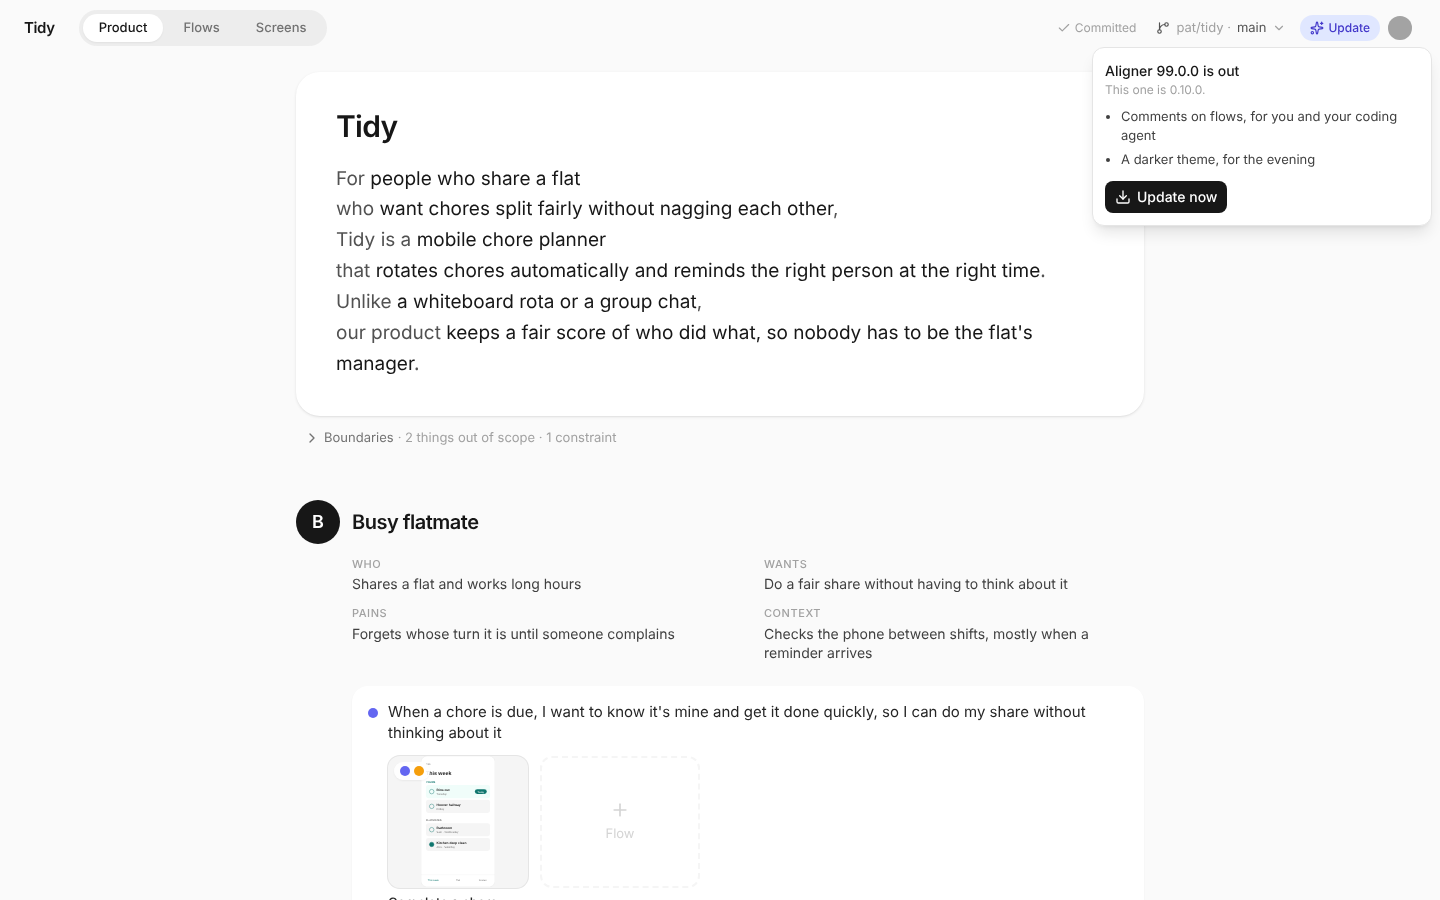 Tidy
Product
Flows
Screens
Committed
pat/tidy · main
Update
Aligner 99.0.0 is out
This one is 0.10.0.
Comments on flows, for you and your coding
agent
A darker theme, for the evening
Update now
Tidy
For people who share a flat
who want chores split fairly without nagging each other,
Tidy is a mobile chore planner
that rotates chores automatically and reminds the right person at the right time.
Unlike a whiteboard rota or a group chat,
our product keeps a fair score of who did what, so nobody has to be the flat's
manager.
Boundaries · 2 things out of scope · 1 constraint
B
Busy flatmate
WHO
Shares a flat and works long hours
WANTS
Do a fair share without having to think about it
PAINS
Forgets whose turn it is until someone complains
CONTEXT
Checks the phone between shifts, mostly when a
reminder arrives
When a chore is due, I want to know it's mine and get it done quickly, so I can do my share without
thinking about it
his week
Flow